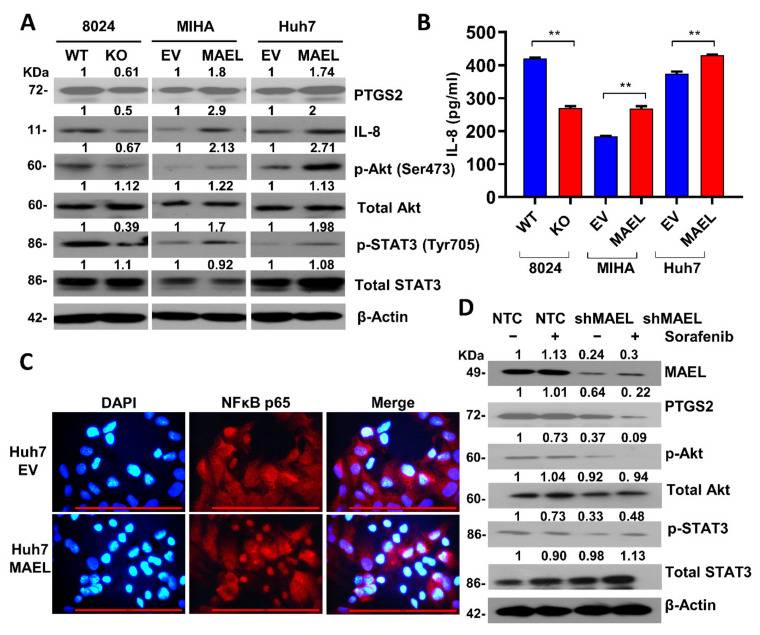 A
8024 MIHA Huh7
WT KO EV MAEL EV MAEL
KDa 1 0.61 1 1.8 1 1.74
72- PTGS2
1 0.5 1 2.9 1 2
11- IL-8
1 0.67 1 2.13 1 2.71
60- p-Akt (Ser473)
1 1.12 1 1.22 1 1.13
60- Total Akt
1 0.39 1 1.7 1 1.98
86- p-STAT3 (Tyr705)
1 1.1 1 0.92 1 1.08
86- Total STAT3
42- β-Actin
B
IL-8 (pg/ml)
500
400
300
200
100
0
** ** **
WT KO EV MAEL EV MAEL
8024 MIHA Huh7
C
DAPI NFκB p65 Merge
Huh7
EV
Huh7
MAEL
D
NTC NTC shMAEL shMAEL
– + – + Sorafenib
KDa 1 1.13 0.24 0.3
49- MAEL
1 1.01 0.64 0. 22
72- PTGS2
1 0.73 0.37 0.09
60- p-Akt
1 1.04 0.92 0. 94
60- Total Akt
1 0.73 0.33 0.48
86- p-STAT3
1 0.90 0.98 1.13
86- Total STAT3
42- β-Actin